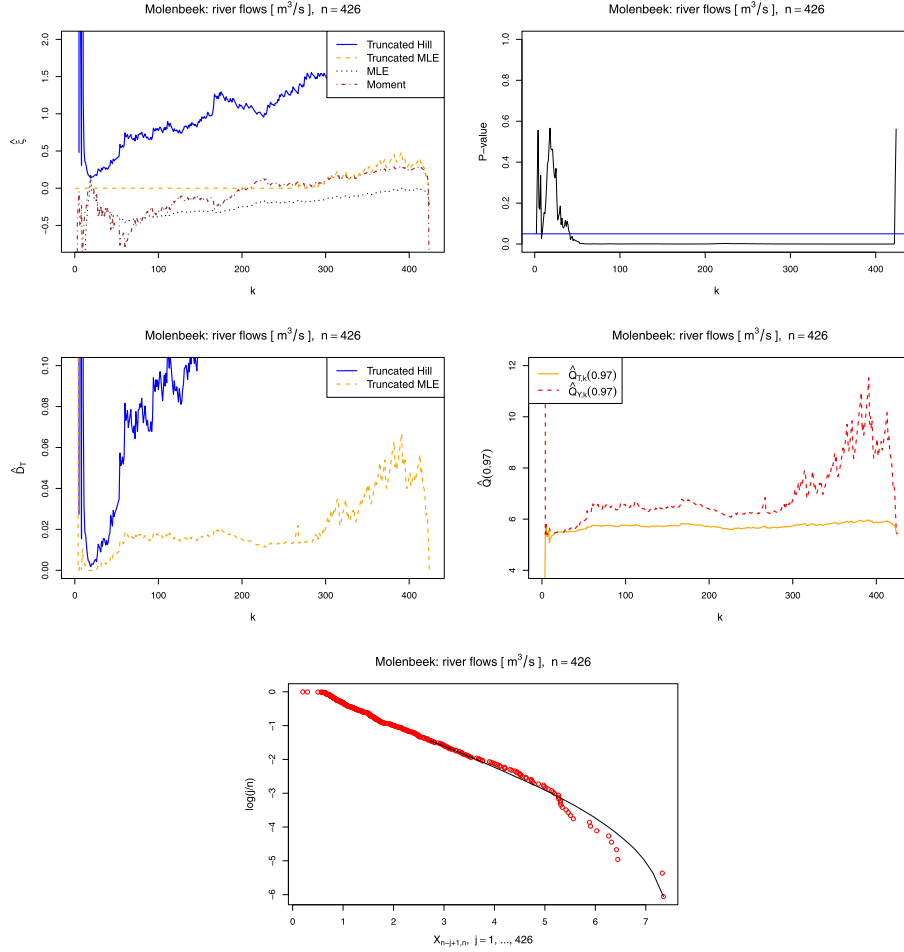 Molenbeek: river flows [ m³/s ], n = 426
ξ̂
2.0
1.5
1.0
0.5
0.0
−0.5
Truncated Hill
Truncated MLE
MLE
Moment
0
100
200
300
400
k
Molenbeek: river flows [ m³/s ], n = 426
P−value
1.0
0.8
0.6
0.4
0.2
0.0
0
100
200
300
400
k
Molenbeek: river flows [ m³/s ], n = 426
D̂_T
0.10
0.08
0.06
0.04
0.02
0.00
Truncated Hill
Truncated MLE
0
100
200
300
400
k
Molenbeek: river flows [ m³/s ], n = 426
Q̂(0.97)
12
10
8
6
4
Q̂_T,k(0.97)
Q̂_Y,k(0.97)
0
100
200
300
400
k
Molenbeek: river flows [ m³/s ], n = 426
log(j/n)
0
−1
−2
−3
−4
−5
−6
0
1
2
3
4
5
6
7
X_n−j+1,n, j = 1, ..., 426